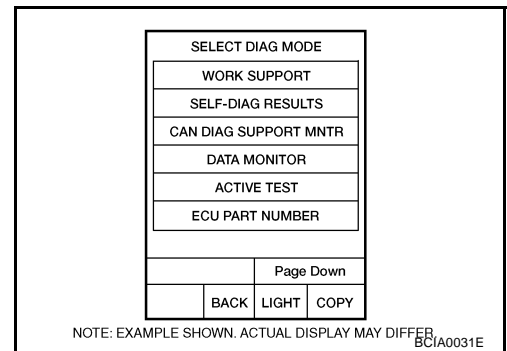 SELECT DIAG MODE
WORK SUPPORT
SELF-DIAG RESULTS
CAN DIAG SUPPORT MNTR
DATA MONITOR
ACTIVE TEST
ECU PART NUMBER
Page Down
BACK LIGHT COPY
NOTE: EXAMPLE SHOWN. ACTUAL DISPLAY MAY DIFFER.
BCIA0031E